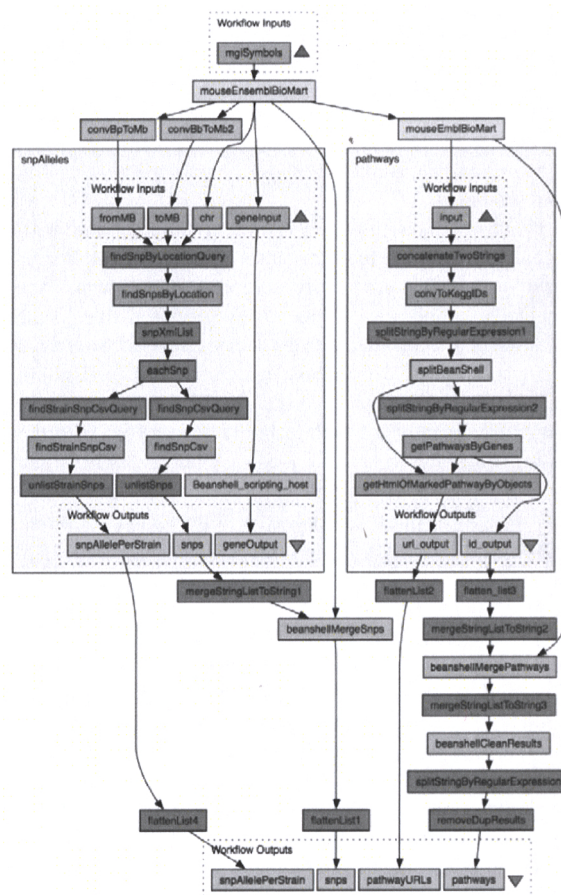 Workflow Inputs
mgiSymbols
mouseEnsemblBioMart
convBpToMb
convBbToMb2
mouseEmblBioMart
snpAlleles
pathways
Workflow Inputs
Workflow Inputs
fromMB
toMB
chr
geneInput
input
findSnpByLocationQuery
concatenateTwoStrings
findSnpsByLocation
convToKeggIDs
snpXmlList
splitStringByRegularExpression1
eachSnp
splitBeanShell
findStrainSnpCsvQuery
findSnpCsvQuery
splitStringByRegularExpression2
findStrainSnpCsv
findSnpCsv
getPathwaysByGenes
unlistStrainSnps
unlistSnps
Beanshell_scripting_host
getHtmlOfMarkedPathwayByObjects
Workflow Outputs
Workflow Outputs
snpAllelePerStrain
snps
geneOutput
url_output
id_output
mergeStringListToString1
flattenList2
flatten_list3
beanshellMergeSnps
mergeStringListToString2
beanshellMergePathways
mergeStringListToString3
beanshellCleanResults
splitStringByRegularExpression
flattenList4
flattenList1
removeDupResults
Workflow Outputs
snpAllelePerStrain
snps
pathwayURLs
pathways